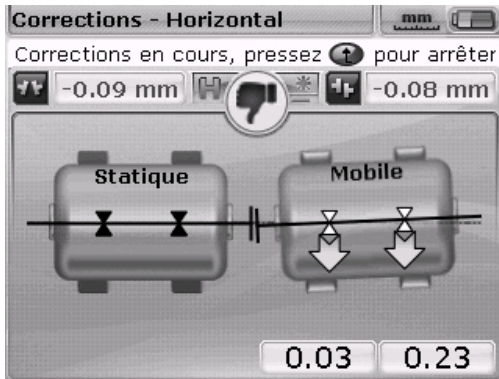 Corrections - Horizontal mm
Corrections en cours, pressez pour arrêter
-0.09 mm -0.08 mm
Statique Mobile
0.03 0.23